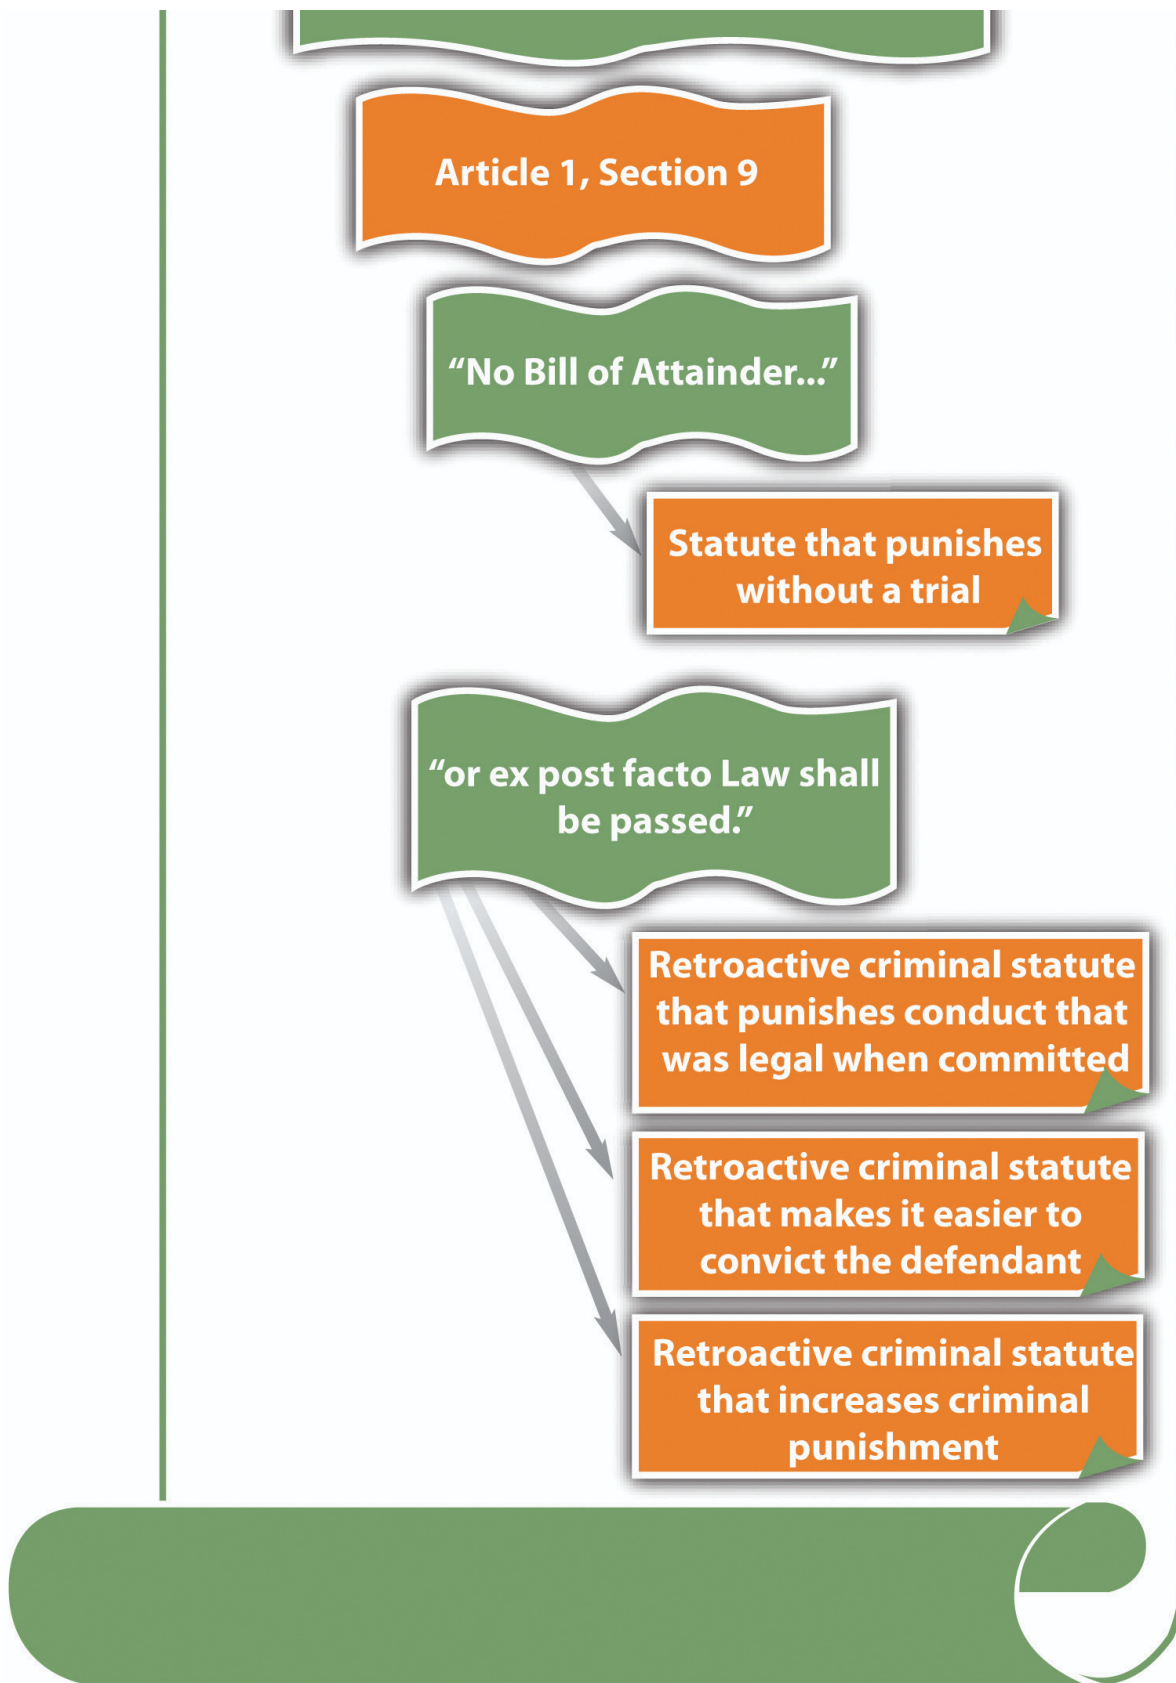 Article 1, Section 9
“No Bill of Attainder...”
Statute that punishes
without a trial
“or ex post facto Law shall
be passed.”
Retroactive criminal statute
that punishes conduct that
was legal when committed
Retroactive criminal statute
that makes it easier to
convict the defendant
Retroactive criminal statute
that increases criminal
punishment